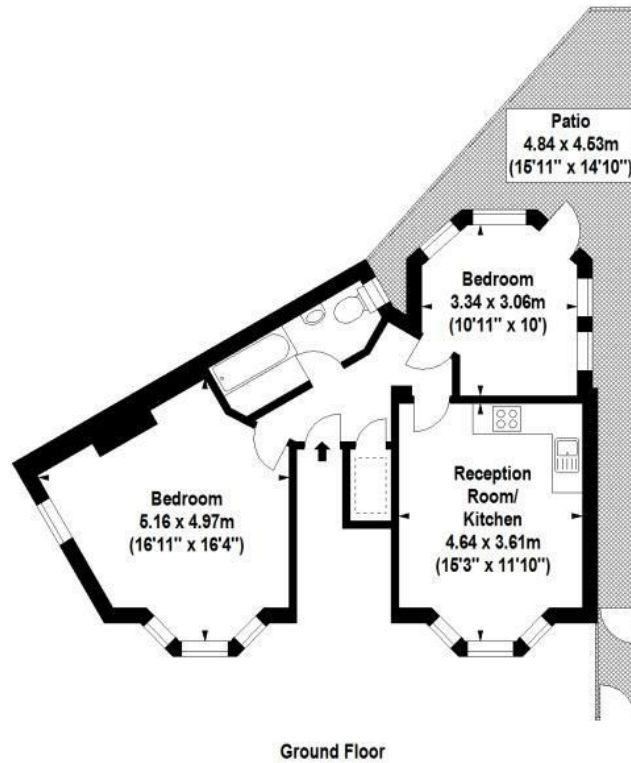 Patio
4.84 x 4.53m
(15'11" x 14'10")
Bedroom
3.34 x 3.06m
(10'11" x 10')
Bedroom
5.16 x 4.97m
(16'11" x 16'4")
Reception
Room/
Kitchen
4.64 x 3.61m
(15'3" x 11'10")
Ground Floor